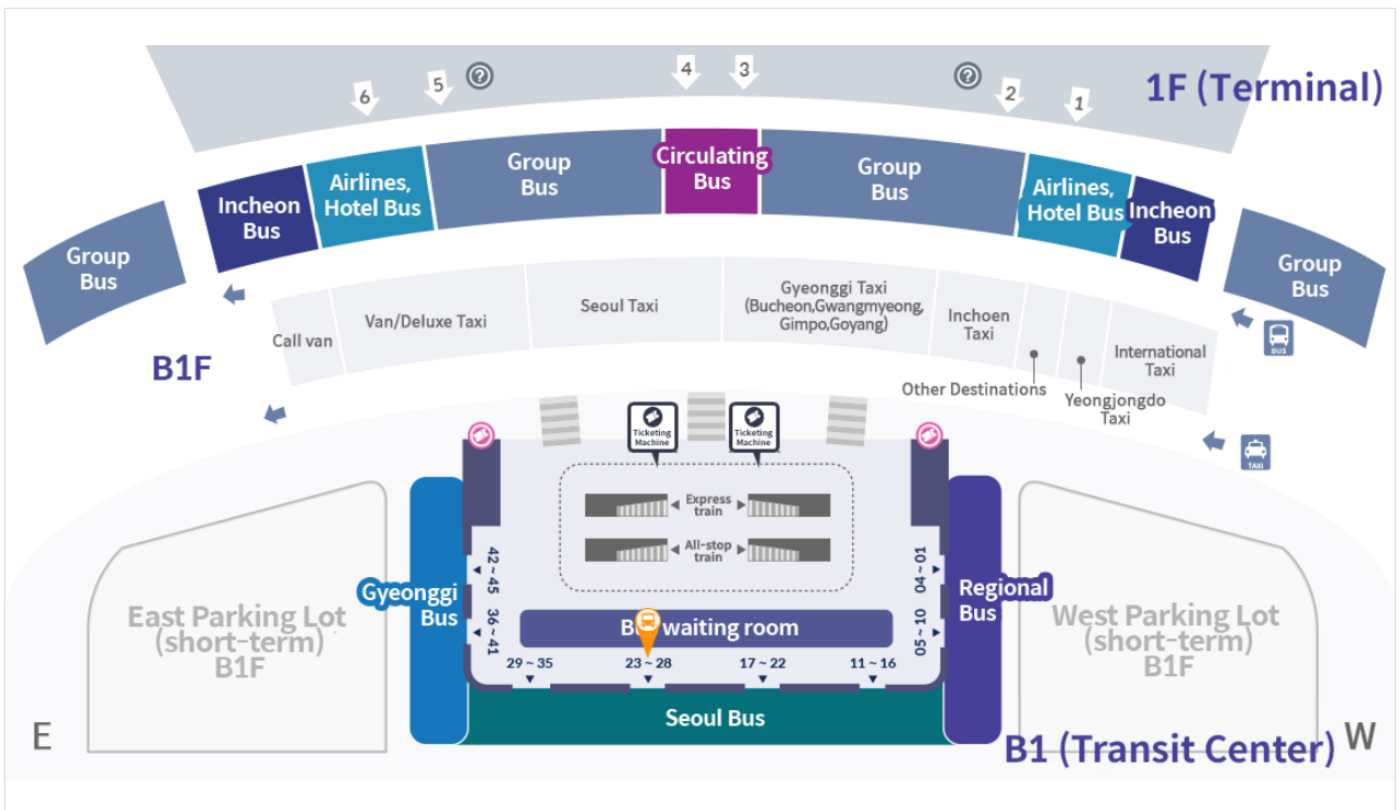 1F (Terminal)
6
5
?
4
3
?
2
1
Group
Bus
Incheon
Bus
Airlines,
Hotel Bus
Group
Bus
Circulating
Bus
Group
Bus
Airlines,
Hotel Bus
Incheon
Bus
Group
Bus
BUS
B1F
Call van
Van/Deluxe Taxi
Seoul Taxi
Gyeonggi Taxi
(Bucheon,Gwangmyeong,
Gimpo,Goyang)
Inchoen
Taxi
Other Destinations
Yeongjongdo
Taxi
International
Taxi
TAXI
Ticketing
Machine
Ticketing
Machine
Express
train
All-stop
train
42 ~ 45
36 ~ 41
04 ~ 01
05 ~ 10
Gyeonggi
Bus
Regional
Bus
waiting room
29 ~ 35
23 ~ 28
17 ~ 22
11 ~ 16
Seoul Bus
East Parking Lot
(short-term)
B1F
West Parking Lot
(short-term)
B1F
E
B1 (Transit Center)
W